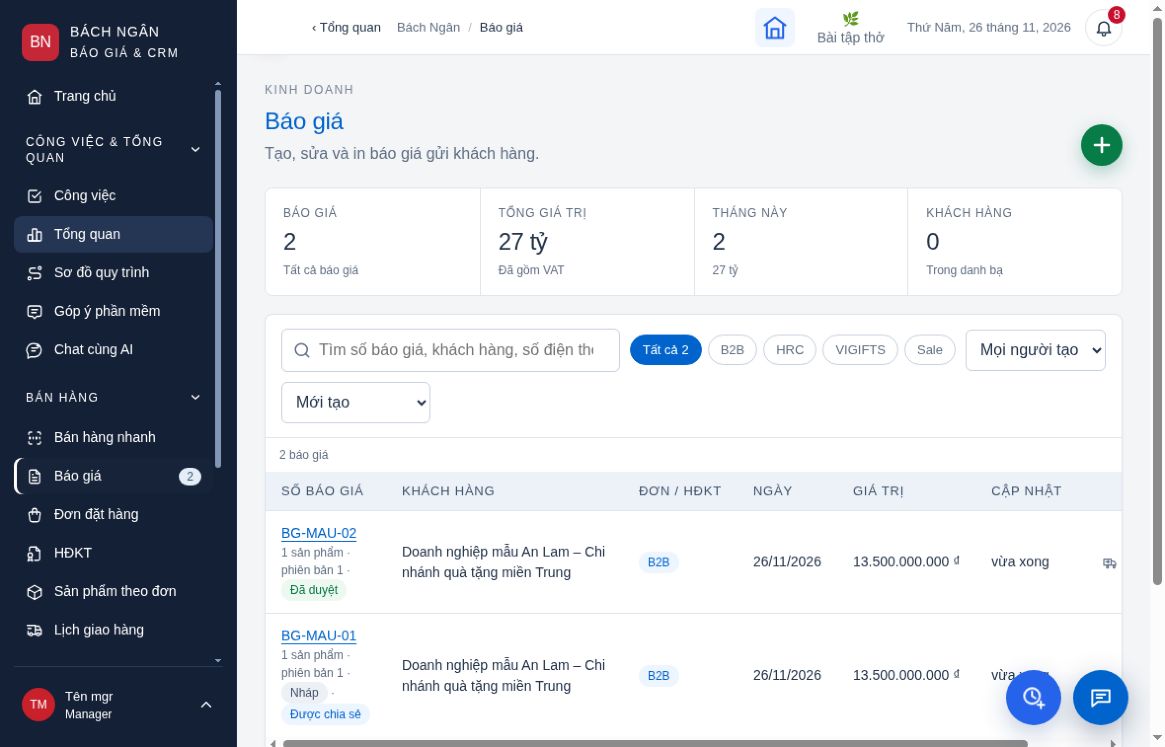 BN
BÁCH NGÂN
BÁO GIÁ & CRM
Trang chủ
CÔNG VIỆC & TỔNG
QUAN
Công việc
Tổng quan
Sơ đồ quy trình
Góp ý phần mềm
Chat cùng AI
BÁN HÀNG
Bán hàng nhanh
Báo giá
2
Đơn đặt hàng
HĐKT
Sản phẩm theo đơn
Lịch giao hàng
TM
Tên mgr
Manager
‹ Tổng quan
Bách Ngân / Báo giá
Bài tập thở
Thứ Năm, 26 tháng 11, 2026
8
KINH DOANH
Báo giá
Tạo, sửa và in báo giá gửi khách hàng.
BÁO GIÁ
2
Tất cả báo giá
TỔNG GIÁ TRỊ
27 tỷ
Đã gồm VAT
THÁNG NÀY
2
27 tỷ
KHÁCH HÀNG
0
Trong danh bạ
Tìm số báo giá, khách hàng, số điện tho
Tất cả 2
B2B
HRC
VIGIFTS
Sale
Mọi người tạo
Mới tạo
2 báo giá
SỐ BÁO GIÁ KHÁCH HÀNG ĐƠN / HĐKT NGÀY GIÁ TRỊ CẬP NHẬT
BG-MAU-02
1 sản phẩm ·
phiên bản 1 ·
Đã duyệt
Doanh nghiệp mẫu An Lam – Chi
nhánh quà tặng miền Trung
B2B
26/11/2026
13.500.000.000 ₫
vừa xong
BG-MAU-01
1 sản phẩm ·
phiên bản 1 ·
Nháp ·
Được chia sẻ
Doanh nghiệp mẫu An Lam – Chi
nhánh quà tặng miền Trung
B2B
26/11/2026
13.500.000.000 ₫
vừa